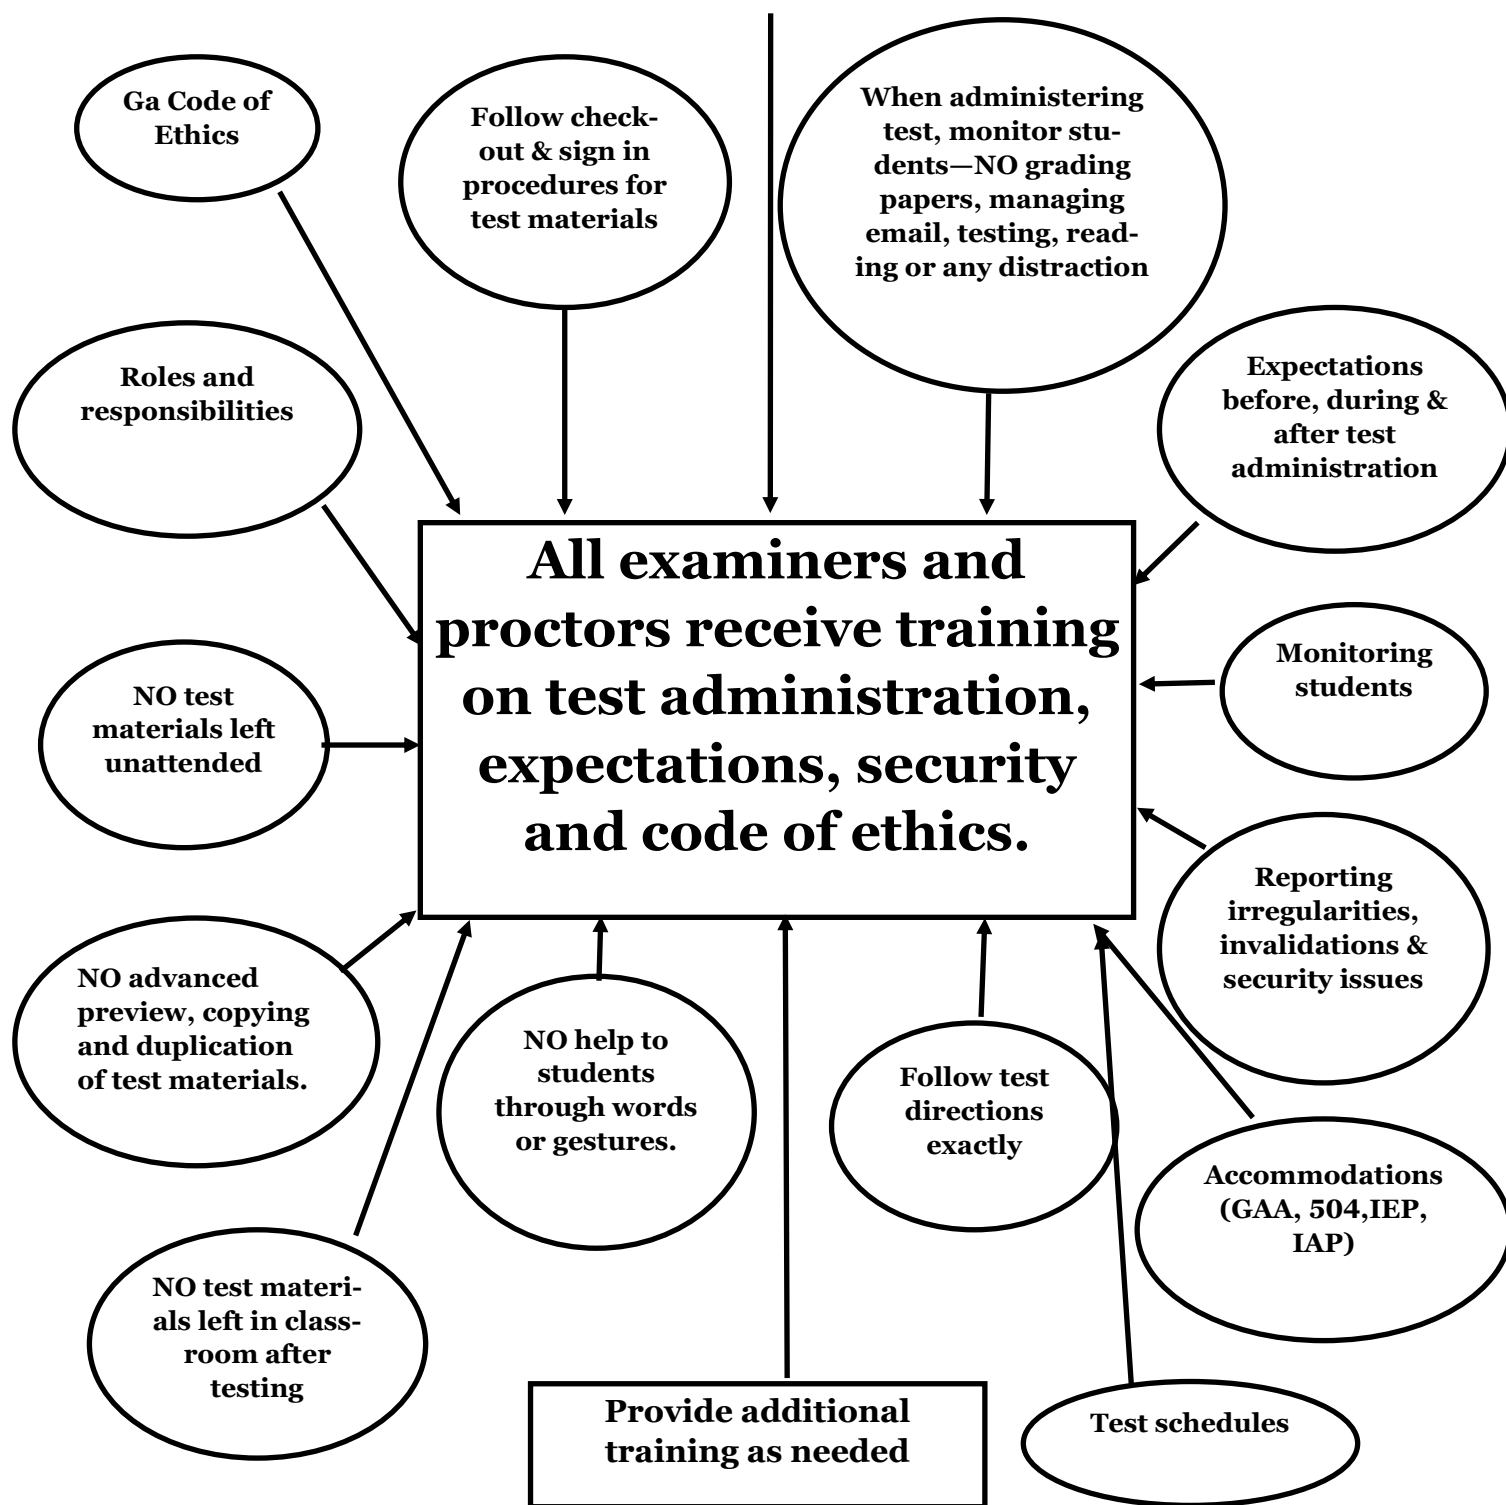 Ga Code of
Ethics
Follow check-
out & sign in
procedures for
test materials
When administering
test, monitor stu-
dents—NO grading
papers, managing
email, testing, read-
ing or any distraction
Roles and
responsibilities
Expectations
before, during &
after test
administration
All examiners and
proctors receive training
on test administration,
expectations, security
and code of ethics.
NO test
materials left
unattended
Monitoring
students
Reporting
irregularities,
invalidations &
security issues
NO advanced
preview, copying
and duplication
of test materials.
NO help to
students
through words
or gestures.
Follow test
directions
exactly
Accommodations
(GAA, 504,IEP,
IAP)
NO test materi-
als left in class-
room after
testing
Provide additional
training as needed
Test schedules